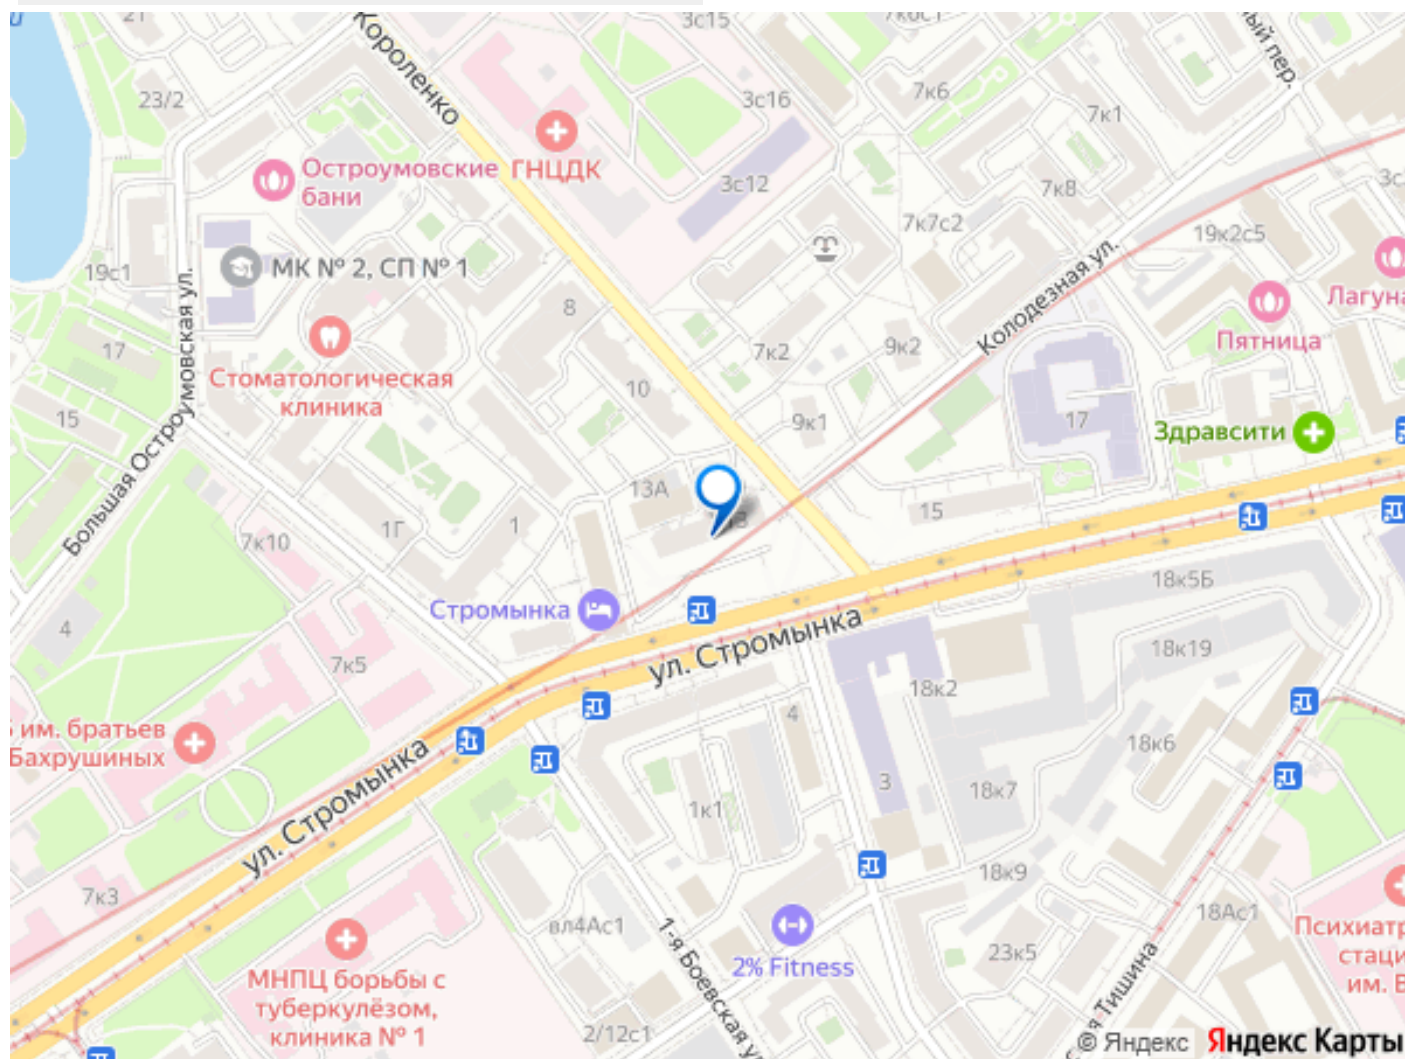 21
3с15
7к6с1
Короленко
23/2
3с16
7к6
7к1
Остроумовские
бани
ГНЦДК
3с12
7к8
7к7с2
19к2с5
МК № 2, СП № 1
19с1
Колодезная ул.
Лагуна
8
Пятница
17
7к2
9к2
Стоматологическая
клиника
Большая Остроумовская ул.
10
15
9к1
17
Здравсити
13А
1Г
1
15
7к10
18к5Б
Стромынка
4
ул. Стромынка
7к5
18к19
18к2
им. братьев
Бахрушиных
4
18к6
ул. Стромынка
3
18к7
1к1
7к3
18к9
вл4Ас1
18Ас1
1-я Боевская ул.
23к5
2% Fitness
МНПЦ борьбы с
туберкулёзом,
клиника № 1
2/12с1
Тишина
© Яндекс Яндекс Карты